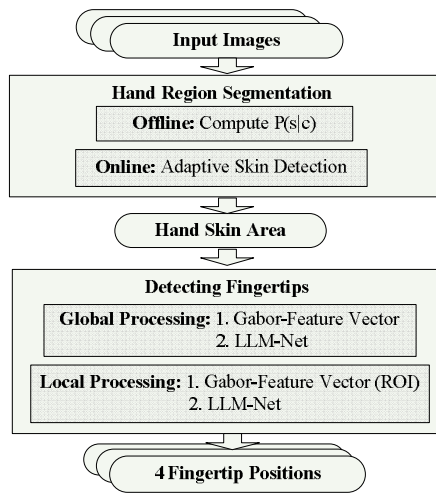 Input Images
Hand Region Segmentation
Offline: Compute P(s|c)
Online: Adaptive Skin Detection
Hand Skin Area
Detecting Fingertips
Global Processing: 1. Gabor-Feature Vector
2. LLM-Net
Local Processing: 1. Gabor-Feature Vector (ROI)
2. LLM-Net
4 Fingertip Positions